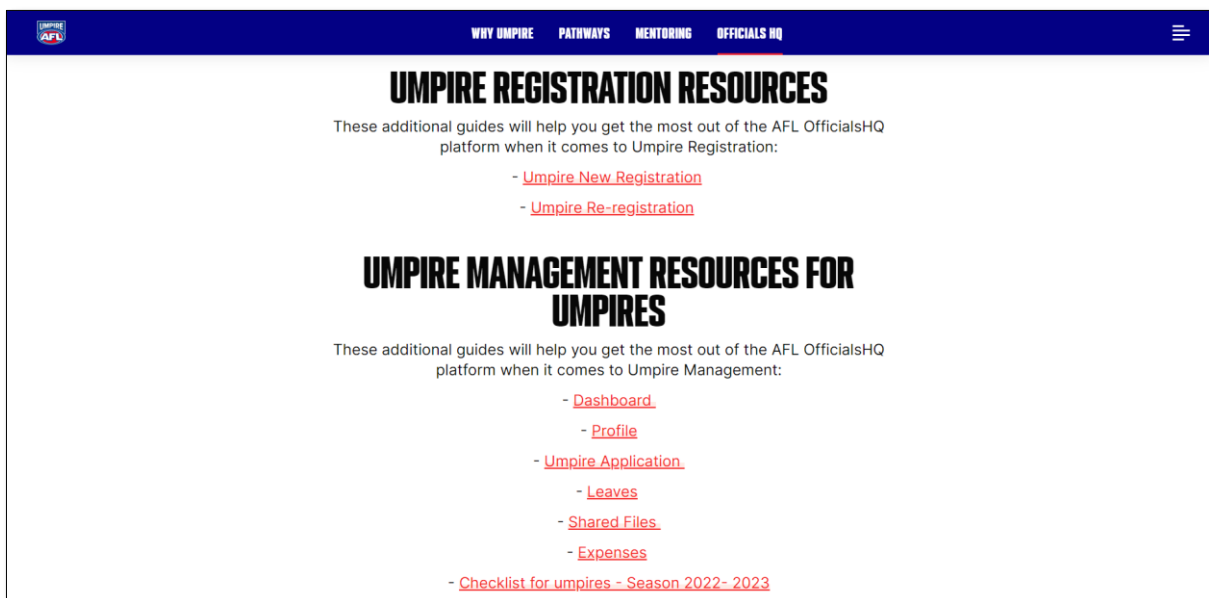 UMPIRE
AFL
WHY UMPIRE PATHWAYS MENTORING OFFICIALS HQ
UMPIRE REGISTRATION RESOURCES
These additional guides will help you get the most out of the AFL OfficialsHQ
platform when it comes to Umpire Registration:
- Umpire New Registration
- Umpire Re-registration
UMPIRE MANAGEMENT RESOURCES FOR
UMPIRES
These additional guides will help you get the most out of the AFL OfficialsHQ
platform when it comes to Umpire Management:
- Dashboard
- Profile
- Umpire Application
- Leaves
- Shared Files
- Expenses
- Checklist for umpires - Season 2022- 2023